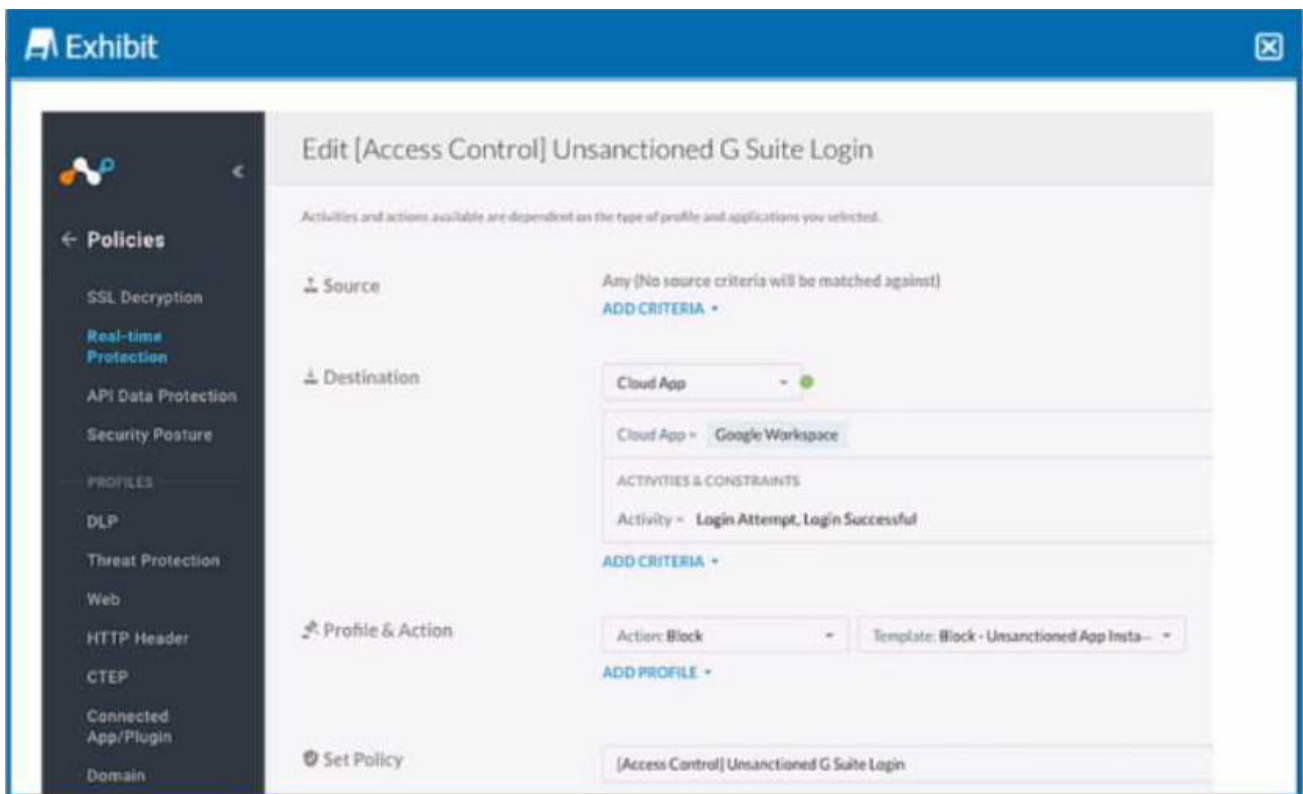 Exhibit
Edit [Access Control] Unsanctioned G Suite Login
Activities and actions available are dependent on the type of profile and applications you selected.
Policies
SSL Decryption
Real-time
Protection
API Data Protection
Security Posture
PROFILES
DLP
Threat Protection
Web
HTTP Header
CTEP
Connected
App/Plugin
Domain
Source
Any (No source criteria will be matched against)
ADD CRITERIA
Destination
Cloud App
Cloud App = Google Workspace
ACTIVITIES & CONSTRAINTS
Activity = Login Attempt, Login Successful
ADD CRITERIA
Profile & Action
Action: Block
Template: Block - Unsanctioned App Insta...
ADD PROFILE
Set Policy
[Access Control] Unsanctioned G Suite Login